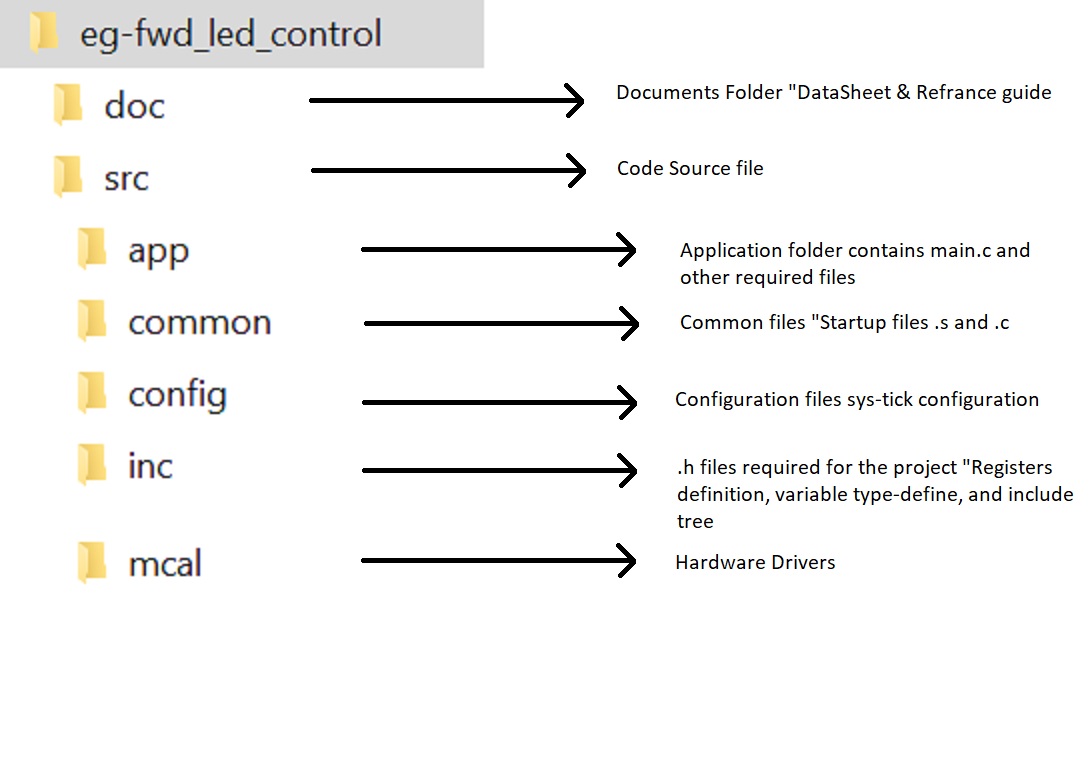 eg-fwd_led_control
doc
Documents Folder "DataSheet & Refrance guide
src
Code Source file
app
Application folder contains main.c and
other required files
common
Common files "Startup files .s and .c
config
Configuration files sys-tick configuration
inc
.h files required for the project "Registers
definition, variable type-define, and include
tree
mcal
Hardware Drivers